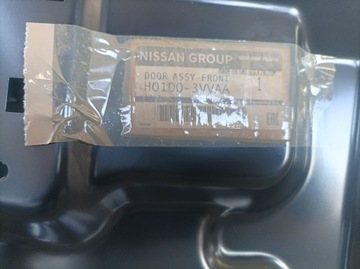 NISSAN GROUP
DOOR ASSY-FRONT
H0100-3VVAA 1